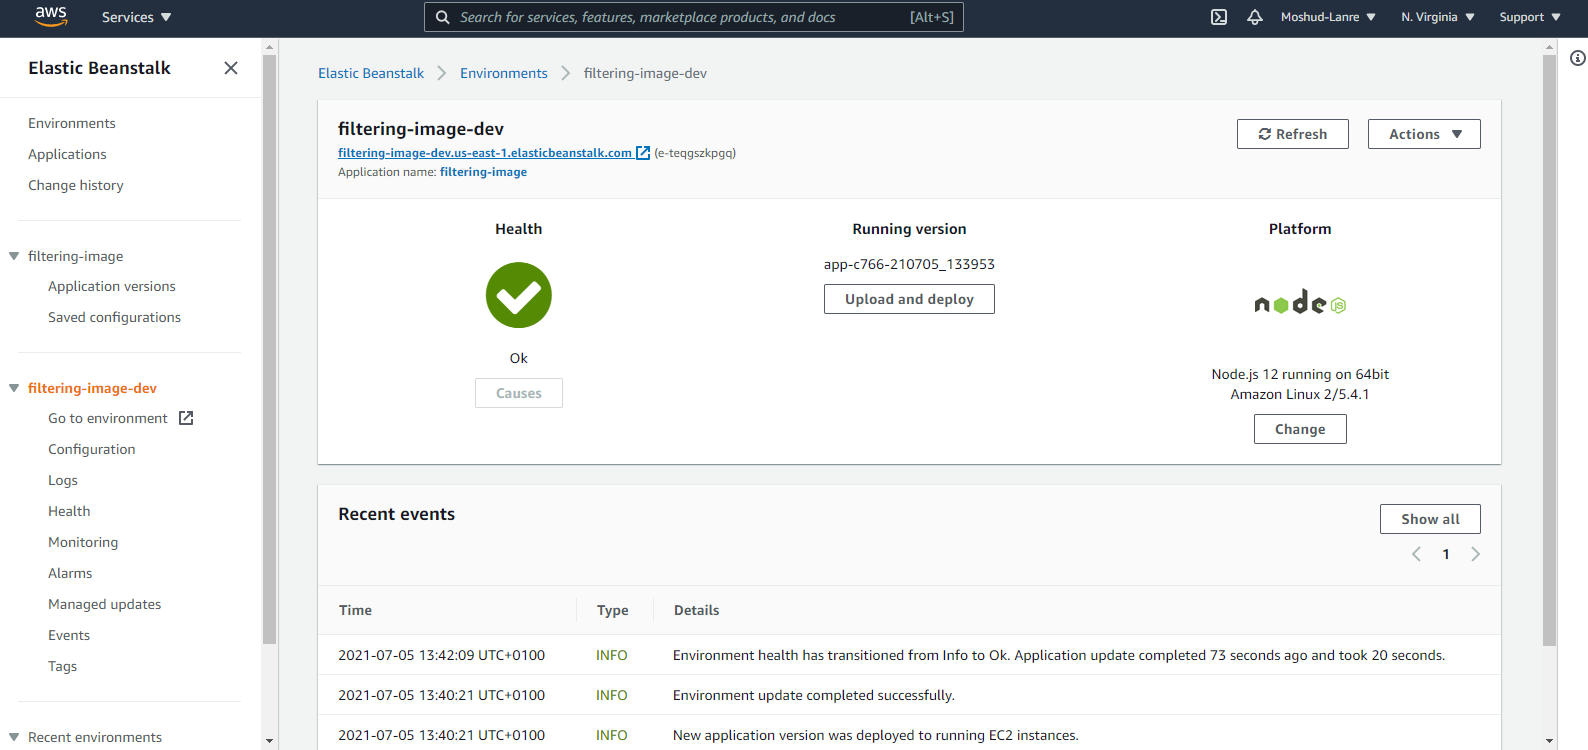 aws
Services
Search for services, features, marketplace products, and docs
[Alt+S]
Moshud-Lanre
N. Virginia
Support
Elastic Beanstalk
Environments
Applications
Change history
filtering-image
Application versions
Saved configurations
filtering-image-dev
Go to environment
Configuration
Logs
Health
Monitoring
Alarms
Managed updates
Events
Tags
Recent environments
Elastic Beanstalk
Environments
filtering-image-dev
filtering-image-dev
filtering-image-dev.us-east-1.elasticbeanstalk.com (e-teqgszkpgq)
Application name: filtering-image
Refresh
Actions
Health
Ok
Causes
Running version
app-c766-210705_133953
Upload and deploy
Platform
node JS
Node.js 12 running on 64bit
Amazon Linux 2/5.4.1
Change
Recent events
Show all
1
Time Type Details
2021-07-05 13:42:09 UTC+0100 INFO Environment health has transitioned from Info to Ok. Application update completed 73 seconds ago and took 20 seconds.
2021-07-05 13:40:21 UTC+0100 INFO Environment update completed successfully.
2021-07-05 13:40:21 UTC+0100 INFO New application version was deployed to running EC2 instances.